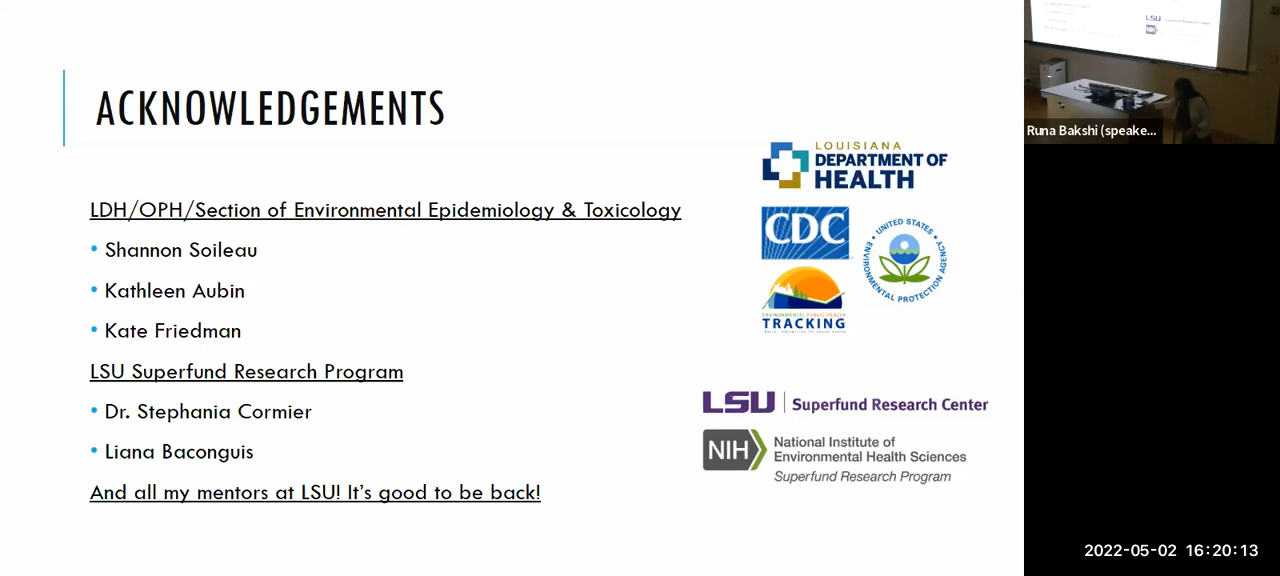 ACKNOWLEDGEMENTS
LDH/OPH/Section of Environmental Epidemiology & Toxicology
• Shannon Soileau
• Kathleen Aubin
• Kate Friedman
LSU Superfund Research Program
• Dr. Stephania Cormier
• Liana Baconguis
And all my mentors at LSU! It's good to be back!
LOUISIANA
DEPARTMENT OF
HEALTH
CDC
UNITED STATES
ENVIRONMENTAL PROTECTION AGENCY
ENVIRONMENTAL PUBLIC HEALTH
TRACKING
LSU Superfund Research Center
NIH National Institute of
Environmental Health Sciences
Superfund Research Program
LSU
NIH
Runa Bakshi (speake...
2022-05-02 16:20:13